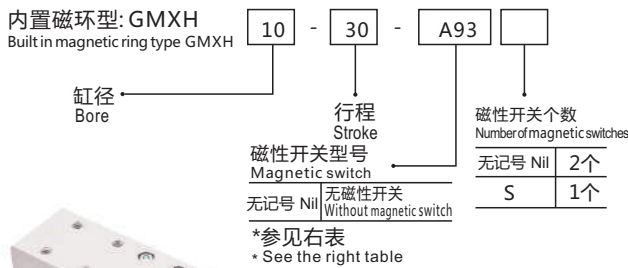 内置磁环型: GMXH
Built in magnetic ring type GMXH
10 - 30 - A93
缸径
Bore
行程
Stroke
磁性开关型号
Magnetic switch
无记号 Nil 无磁性开关
Without magnetic switch
*参见右表
* See the right table
磁性开关个数
Number of magnetic switches
无记号 Nil 2个
S 1个